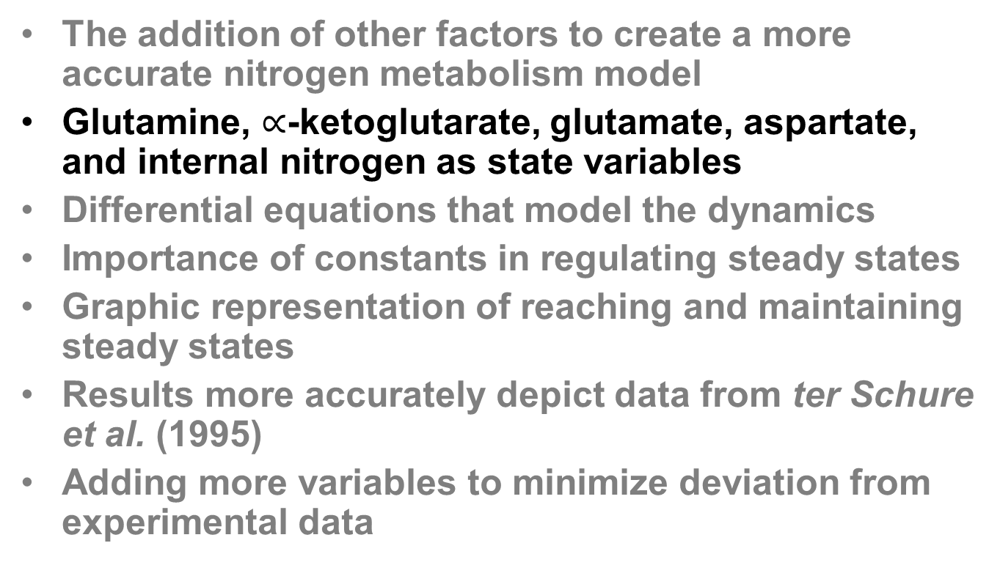 • The addition of other factors to create a more
accurate nitrogen metabolism model
• Glutamine, ∝-ketoglutarate, glutamate, aspartate,
and internal nitrogen as state variables
• Differential equations that model the dynamics
• Importance of constants in regulating steady states
• Graphic representation of reaching and maintaining
steady states
• Results more accurately depict data from ter Schure
et al. (1995)
• Adding more variables to minimize deviation from
experimental data